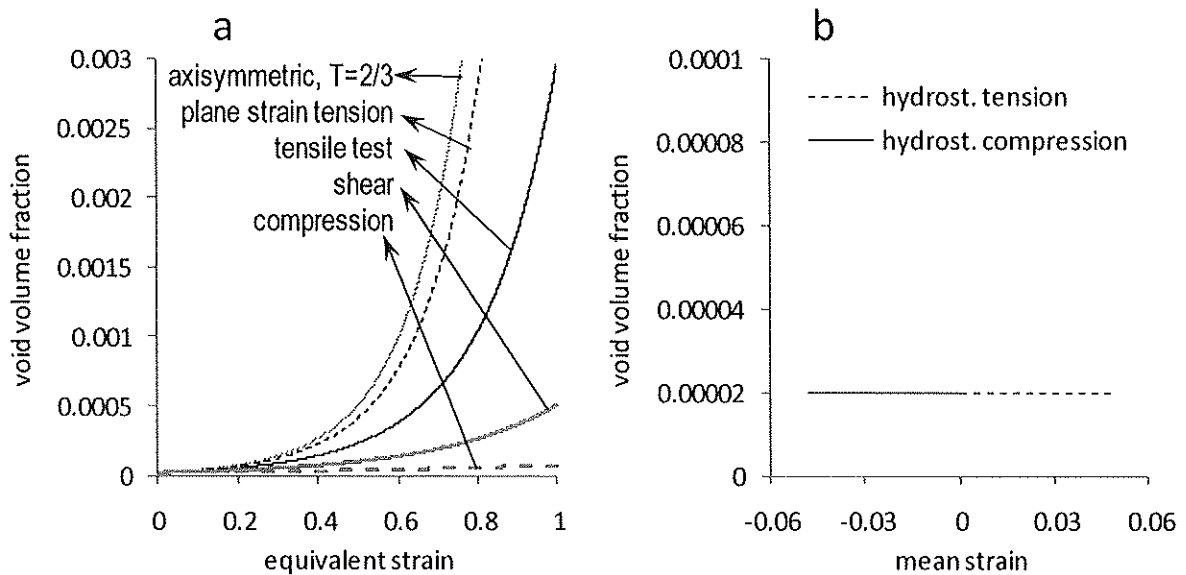 a
0.003
0.0025
0.002
0.0015
0.001
0.0005
0
void volume fraction
axisymmetric, T=2/3
plane strain tension
tensile test
shear
compression
0
0.2
0.4
0.6
0.8
1
equivalent strain
b
0.0001
0.00008
0.00006
0.00004
0.00002
0
void volume fraction
hydrost. tension
hydrost. compression
-0.06
-0.03
0
0.03
0.06
mean strain